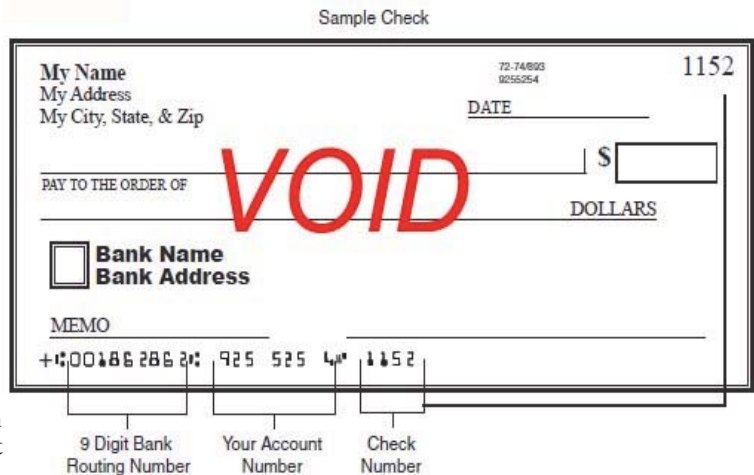 Sample Check
My Name
My Address
My City, State, & Zip
72-74/893
9255254
1152
DATE
$
PAY TO THE ORDER OF
DOLLARS
VOID
Bank Name
Bank Address
MEMO
+⑆001862862⑆ 925 525 4⑈ 1152
9 Digit Bank
Routing Number
Your Account
Number
Check
Number